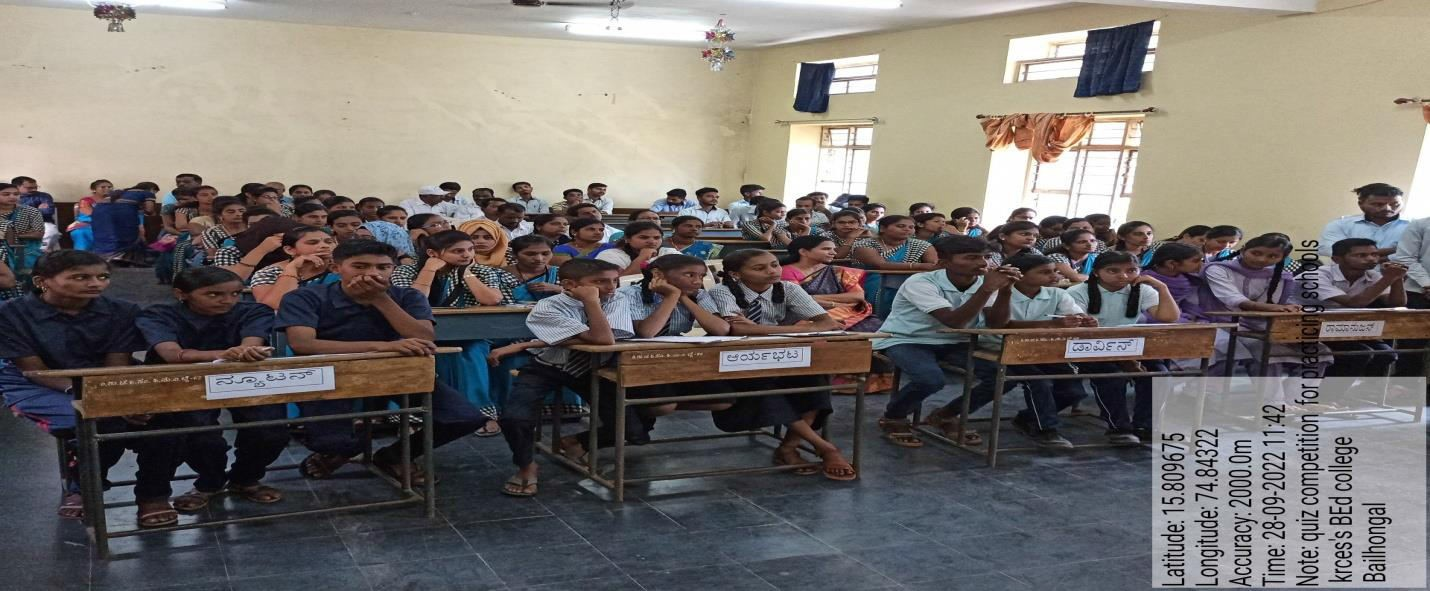 ನ್ಯೂಟನ್
ಆರ್ಯಭಟ
ಡಾರ್ವಿನ್
ರಾಮಾನುಜನ್
Latitude: 15.809675
Longitude: 74.84322
Accuracy: 2000.0m
Time: 28-09-2022 11:42
Note: quiz competition for practicing schools
krces's BEd college
Bailhongal